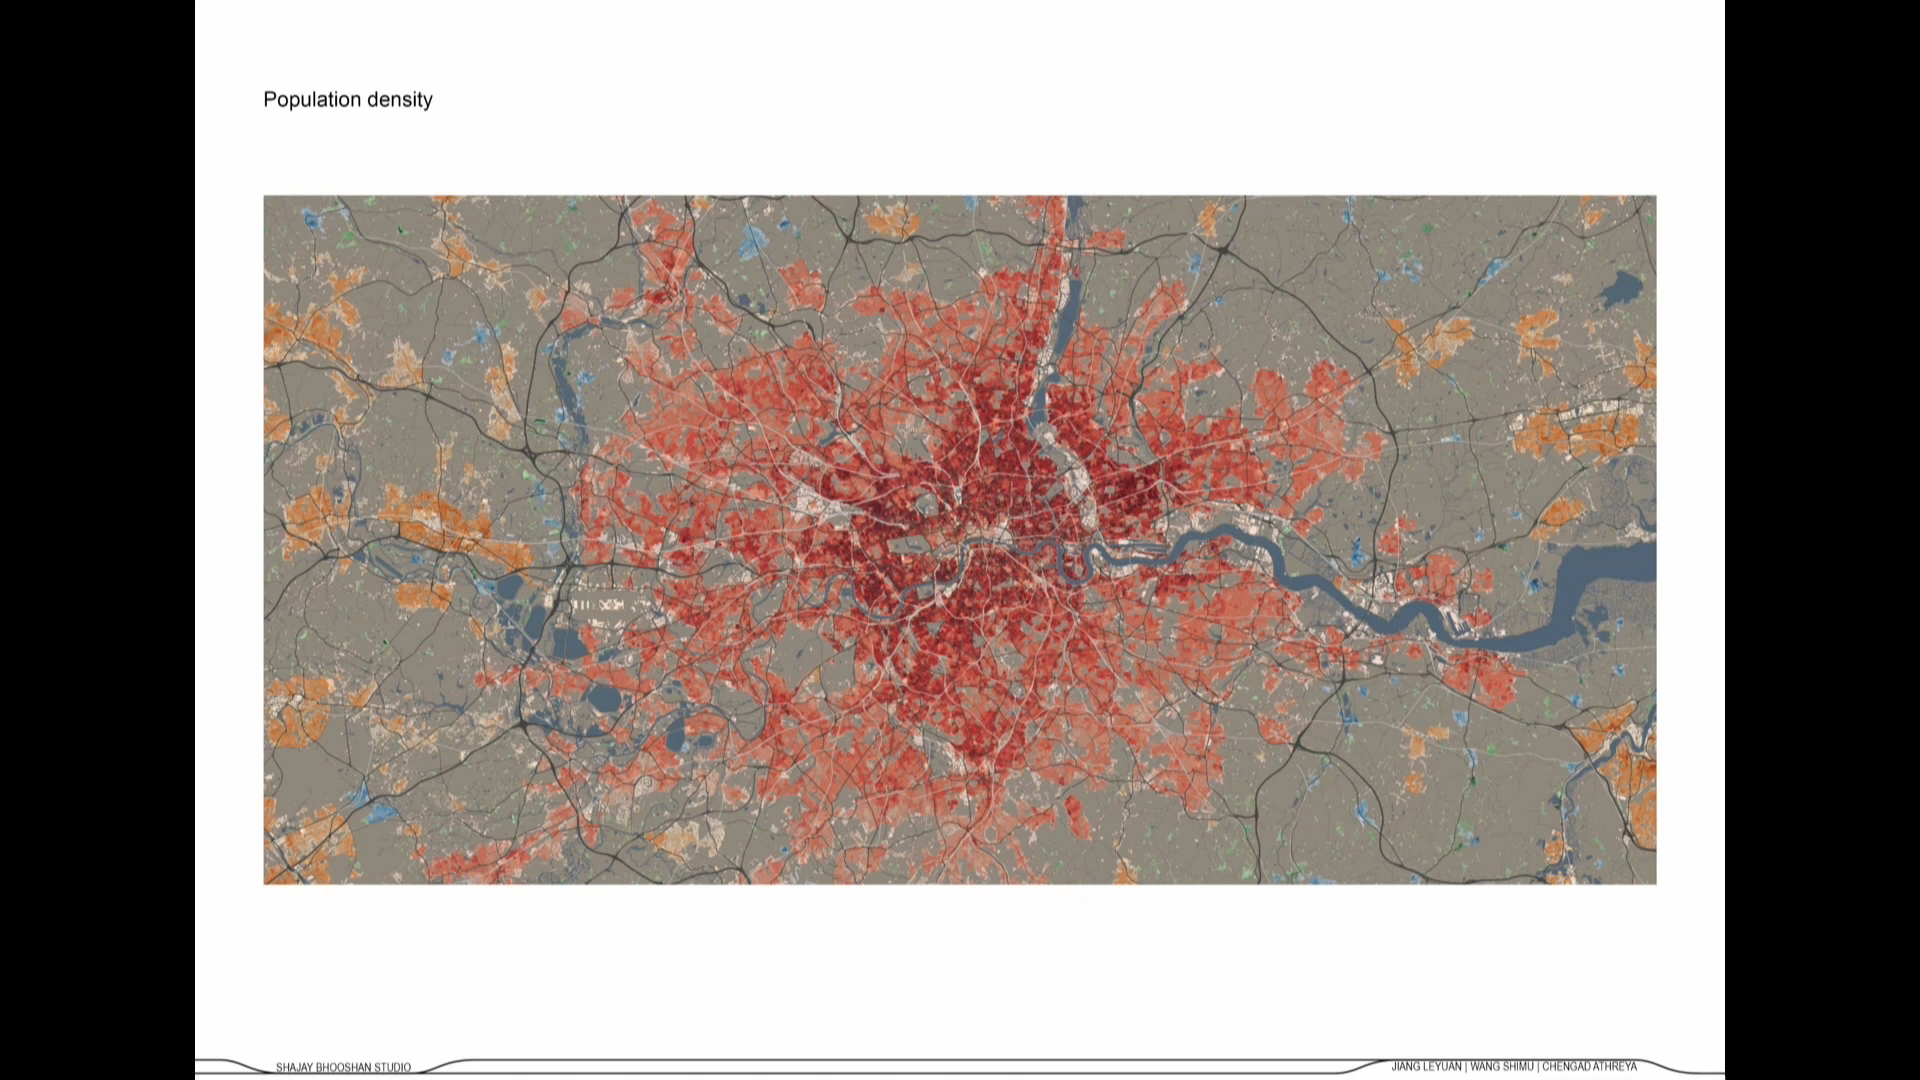 Population density
SHAJAY BHOOSHAN STUDIO
JIANG LEYUAN | WANG SHIMU | CHENGAD ATHREYA